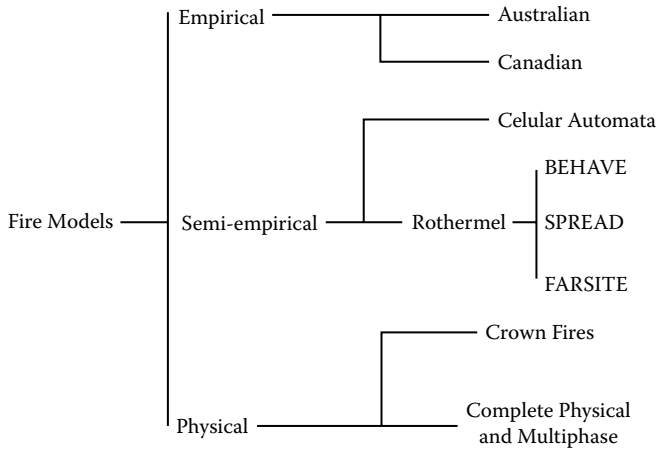 Empirical
Australian
Canadian
Celular Automata
BEHAVE
Fire Models
Semi-empirical
Rothermel
SPREAD
FARSITE
Crown Fires
Physical
Complete Physical
and Multiphase